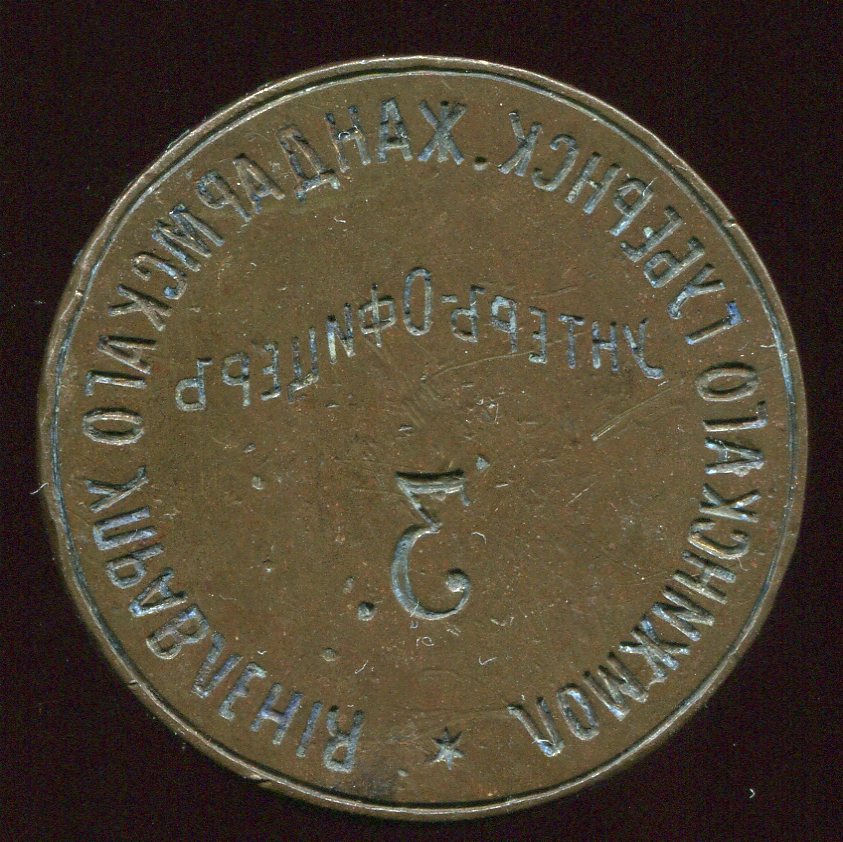 ЛОМЖИНСКАГО ГУБЕРНСК. ЖАНДАРМСКАГО УПРАВЛЕНІЯ
УНТЕРЪ-ОФИЦЕРЪ
3.